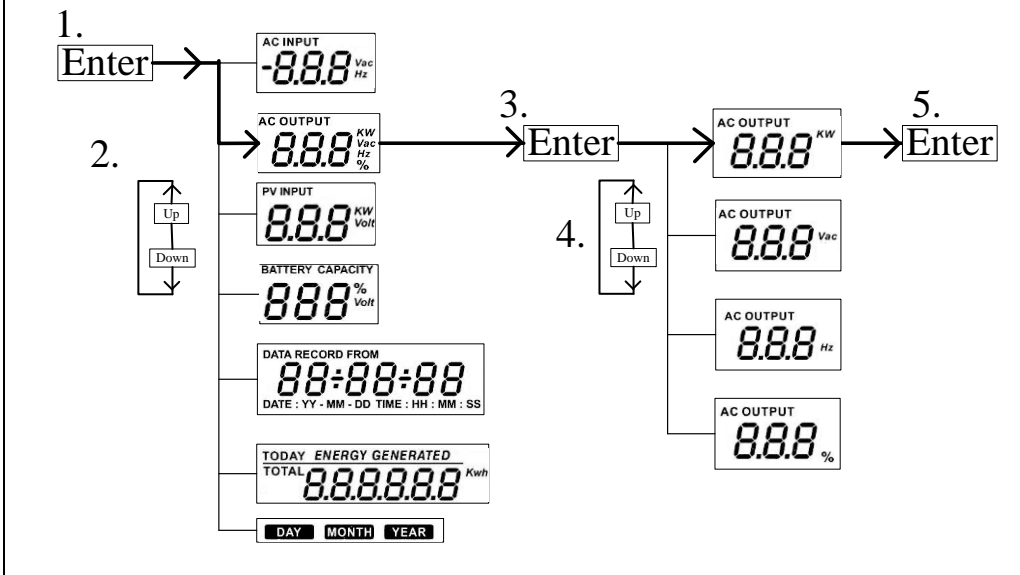 1.
Enter
AC INPUT
-8.8.8 Vac
Hz
AC OUTPUT
8.8.8 KW
Vac
Hz
%
2.
Up
Down
PV INPUT
8.8.8 KW
Volt
BATTERY CAPACITY
888 %
Volt
DATA RECORD FROM
88:88:88
DATE : YY - MM - DD TIME : HH : MM : SS
TODAY ENERGY GENERATED
TOTAL 8.8.8.8.8.8 Kwh
DAY MONTH YEAR
3.
Enter
4.
Up
Down
AC OUTPUT
8.8.8 KW
AC OUTPUT
8.8.8 Vac
AC OUTPUT
8.8.8 Hz
AC OUTPUT
8.8.8 %
5.
Enter